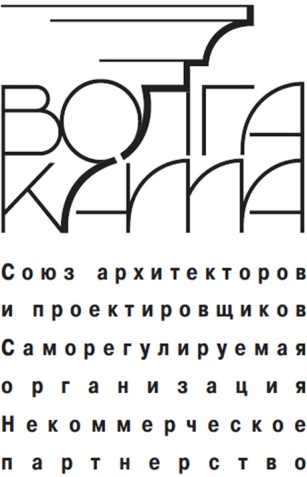 ВОЛГА
КАМА
Союз архитекторов
и проектировщиков
Саморегулируемая
организация
Некоммерческое
партнерство